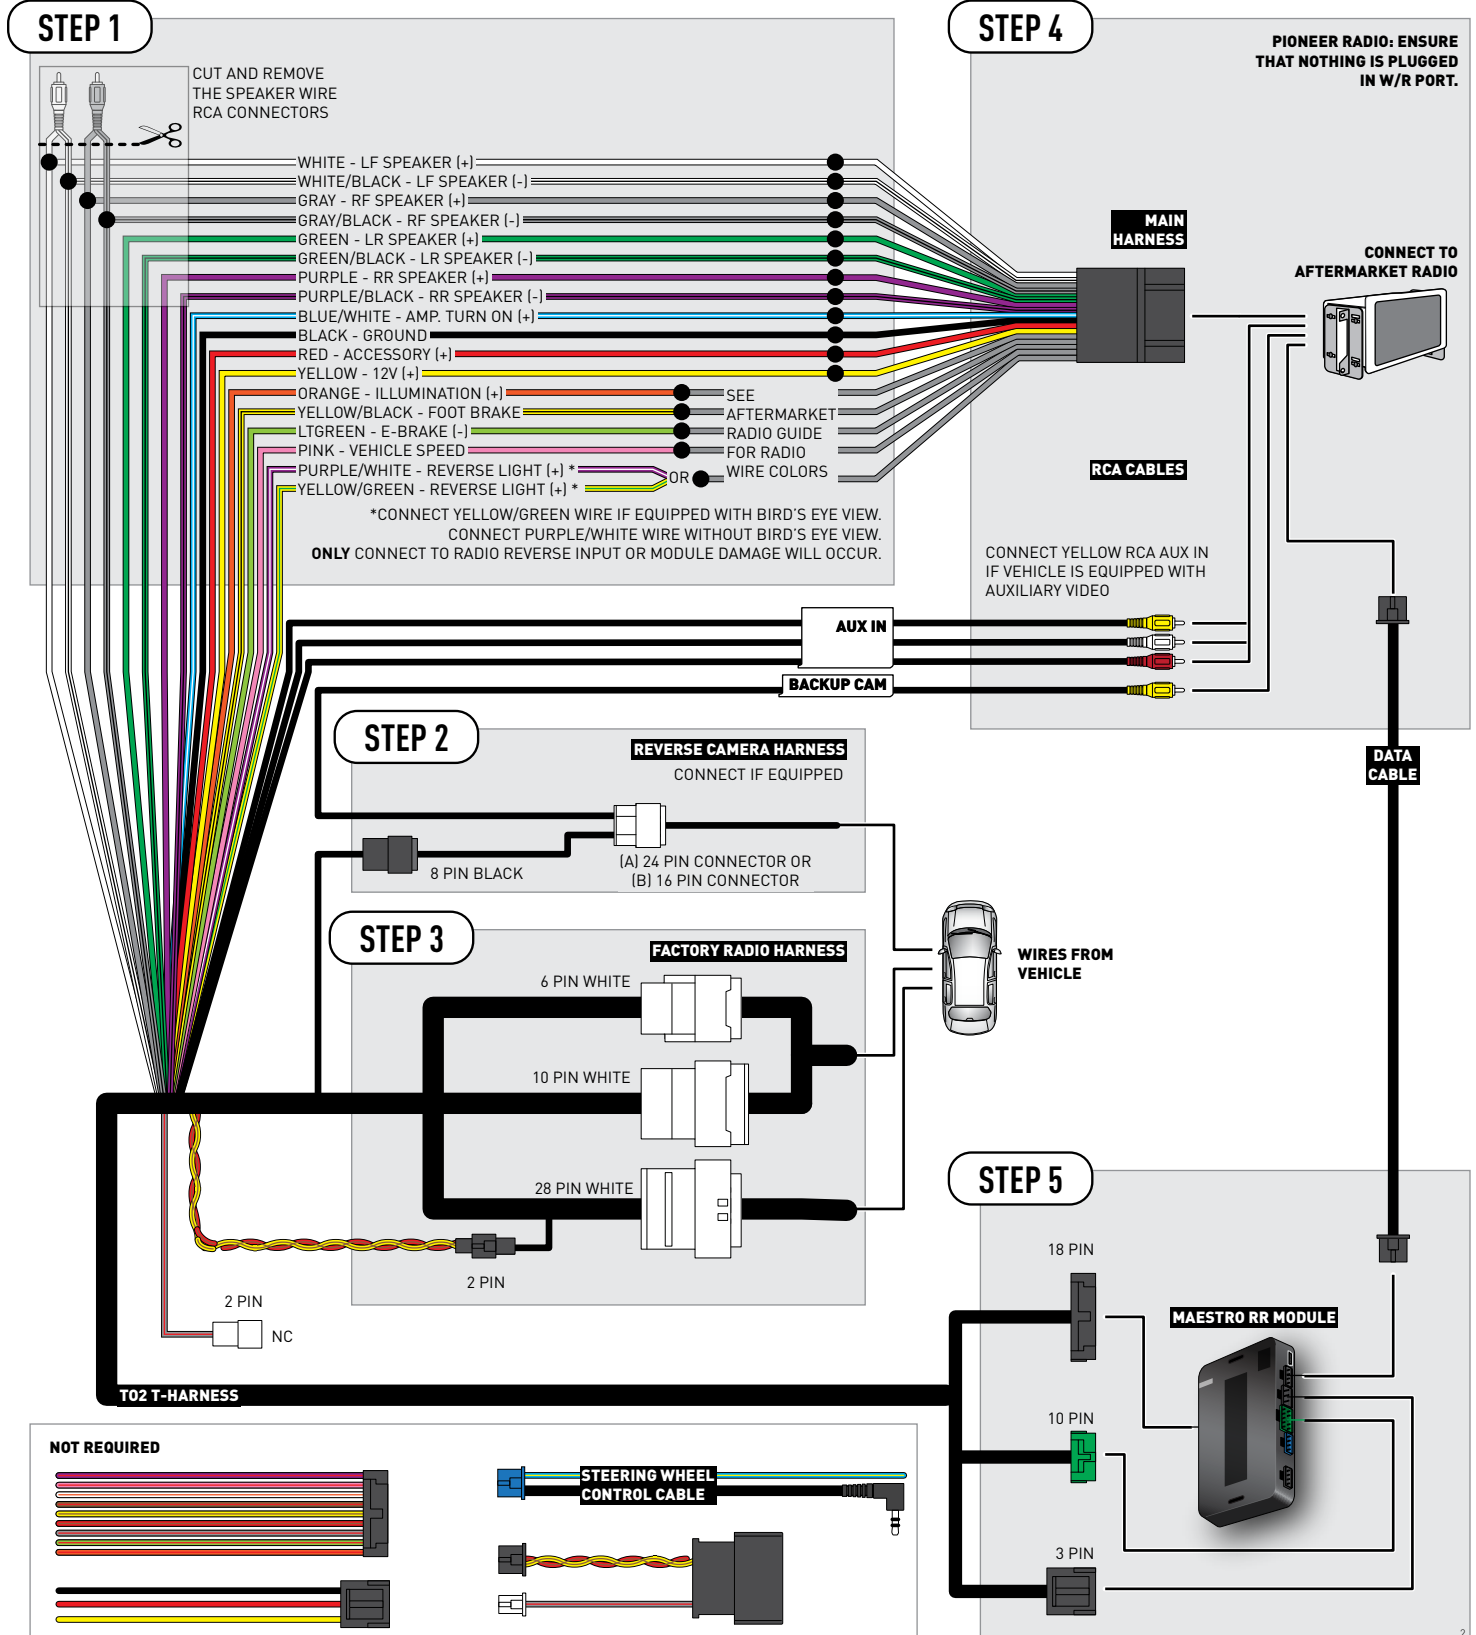 STEP 1
CUT AND REMOVE
THE SPEAKER WIRE
RCA CONNECTORS
WHITE - LF SPEAKER (+)
WHITE/BLACK - LF SPEAKER (-)
GRAY - RF SPEAKER (+)
GRAY/BLACK - RF SPEAKER (-)
GREEN - LR SPEAKER (+)
GREEN/BLACK - LR SPEAKER (-)
PURPLE - RR SPEAKER (+)
PURPLE/BLACK - RR SPEAKER (-)
BLUE/WHITE - AMP. TURN ON (+)
BLACK - GROUND
RED - ACCESSORY (+)
YELLOW - 12V (+)
ORANGE - ILLUMINATION (+)
YELLOW/BLACK - FOOT BRAKE
LTGREEN - E-BRAKE (-)
PINK - VEHICLE SPEED
PURPLE/WHITE - REVERSE LIGHT (+) *
YELLOW/GREEN - REVERSE LIGHT (+) *
OR
SEE
AFTERMARKET
RADIO GUIDE
FOR RADIO
WIRE COLORS
*CONNECT YELLOW/GREEN WIRE IF EQUIPPED WITH BIRD'S EYE VIEW.
CONNECT PURPLE/WHITE WIRE WITHOUT BIRD'S EYE VIEW.
ONLY CONNECT TO RADIO REVERSE INPUT OR MODULE DAMAGE WILL OCCUR.
STEP 4
PIONEER RADIO: ENSURE
THAT NOTHING IS PLUGGED
IN W/R PORT.
MAIN
HARNESS
CONNECT TO
AFTERMARKET RADIO
RCA CABLES
CONNECT YELLOW RCA AUX IN
IF VEHICLE IS EQUIPPED WITH
AUXILIARY VIDEO
AUX IN
BACKUP CAM
DATA
CABLE
STEP 2
REVERSE CAMERA HARNESS
CONNECT IF EQUIPPED
8 PIN BLACK
(A) 24 PIN CONNECTOR OR
(B) 16 PIN CONNECTOR
STEP 3
FACTORY RADIO HARNESS
6 PIN WHITE
10 PIN WHITE
28 PIN WHITE
2 PIN
WIRES FROM
VEHICLE
2 PIN
NC
TO2 T-HARNESS
STEP 5
18 PIN
MAESTRO RR MODULE
10 PIN
3 PIN
NOT REQUIRED
STEERING WHEEL
CONTROL CABLE
2